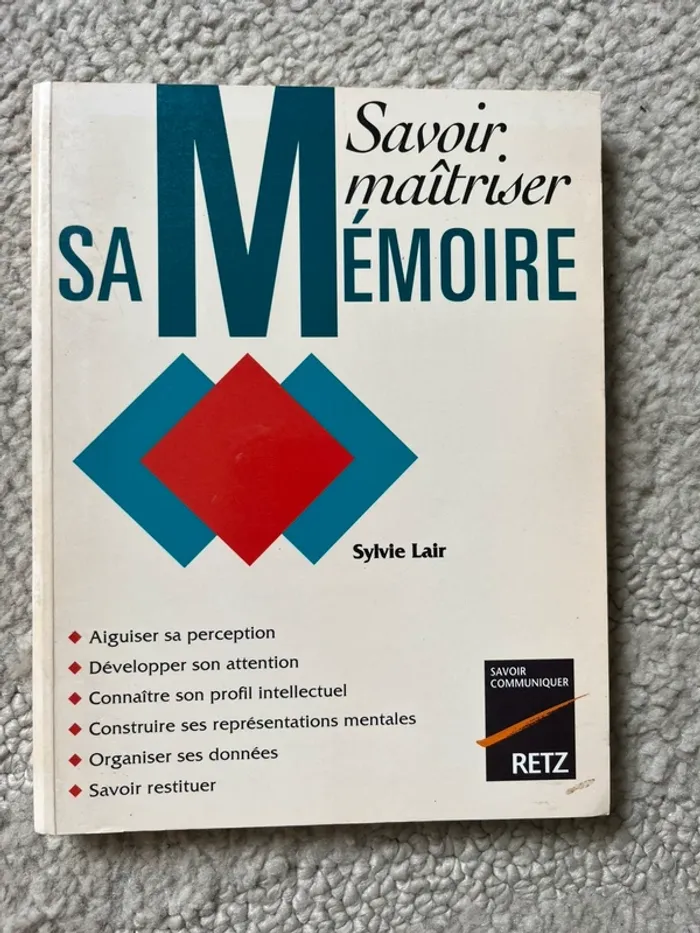 Savoir
maîtriser
SA MÉMOIRE
Sylvie Lair
Aiguiser sa perception
Développer son attention
Connaître son profil intellectuel
Construire ses représentations mentales
Organiser ses données
Savoir restituer
SAVOIR
COMMUNIQUER
RETZ